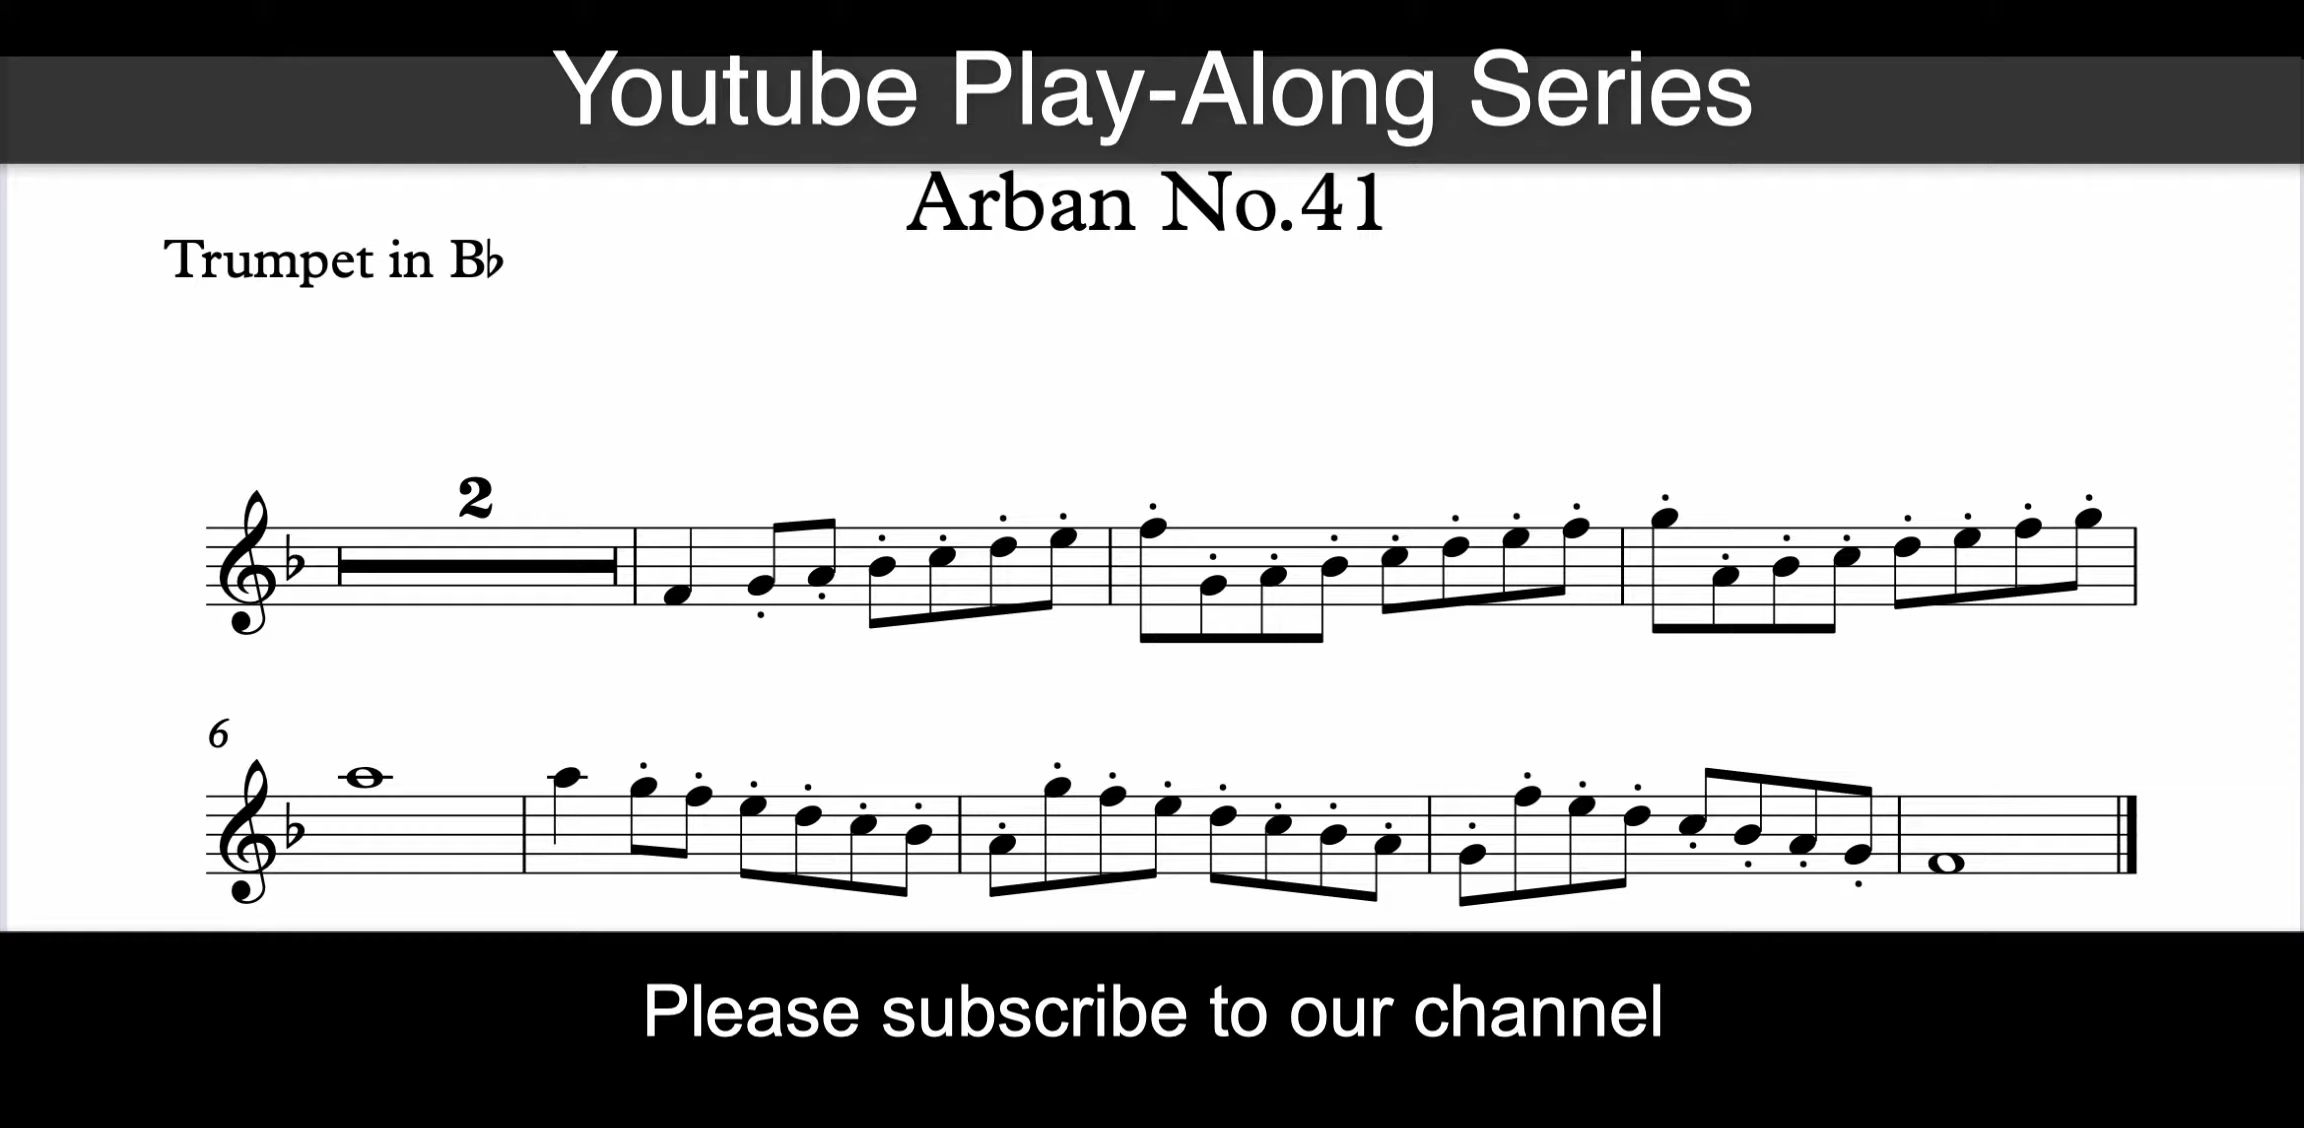 Youtube Play-Along Series
Arban No.41
Trumpet in B♭
2
6
Please subscribe to our channel